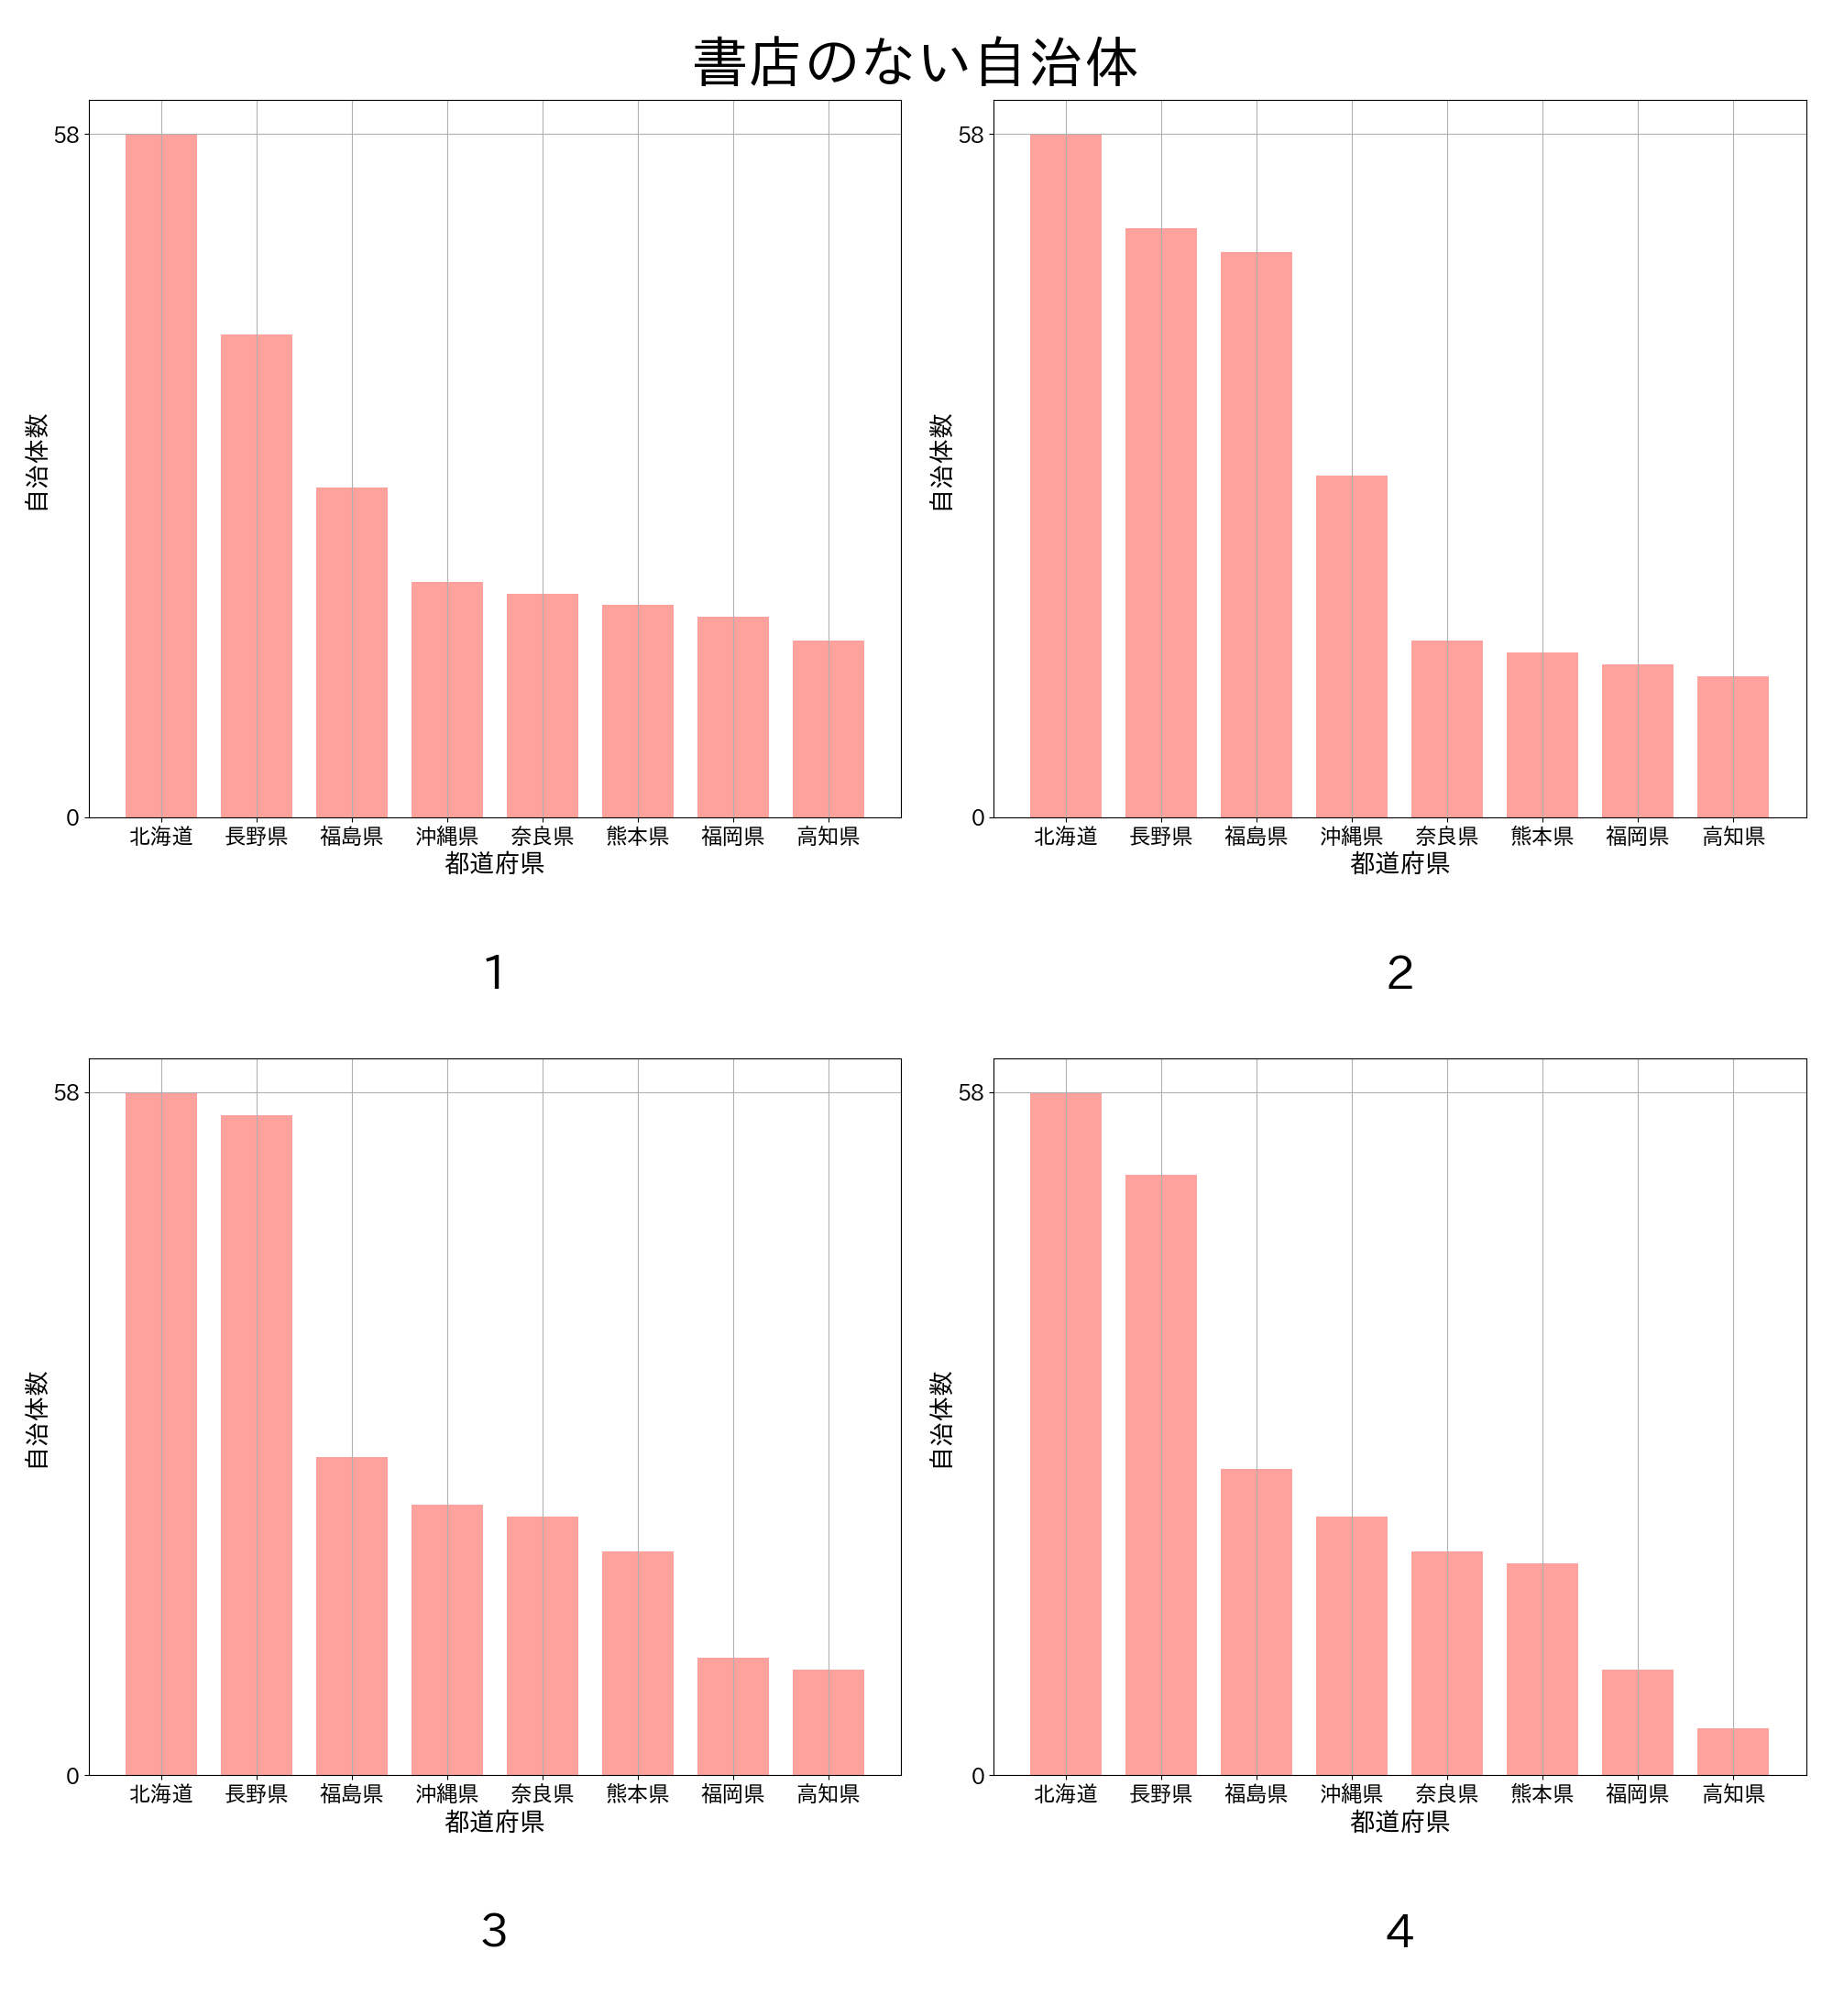 書店のない自治体
58
0
自治体数
北海道 長野県 福島県 沖縄県 奈良県 熊本県 福岡県 高知県
都道府県
1
58
0
自治体数
北海道 長野県 福島県 沖縄県 奈良県 熊本県 福岡県 高知県
都道府県
2
58
0
自治体数
北海道 長野県 福島県 沖縄県 奈良県 熊本県 福岡県 高知県
都道府県
3
58
0
自治体数
北海道 長野県 福島県 沖縄県 奈良県 熊本県 福岡県 高知県
都道府県
4